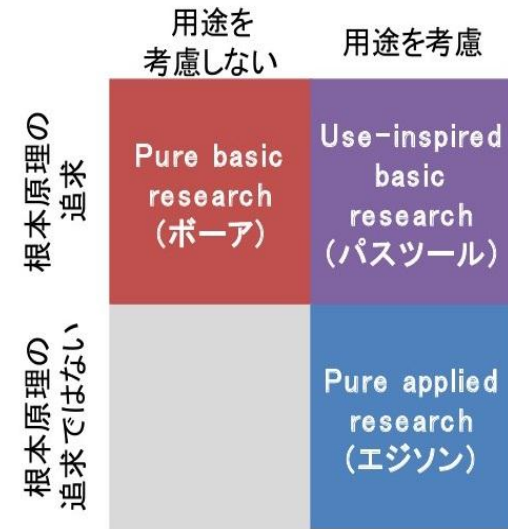 用途を
考慮しない
用途を考慮
根本原理の
追求
Pure basic
research
(ボーア)
Use-inspired
basic
research
(パスツール)
根本原理の
追求ではない
Pure applied
research
(エジソン)